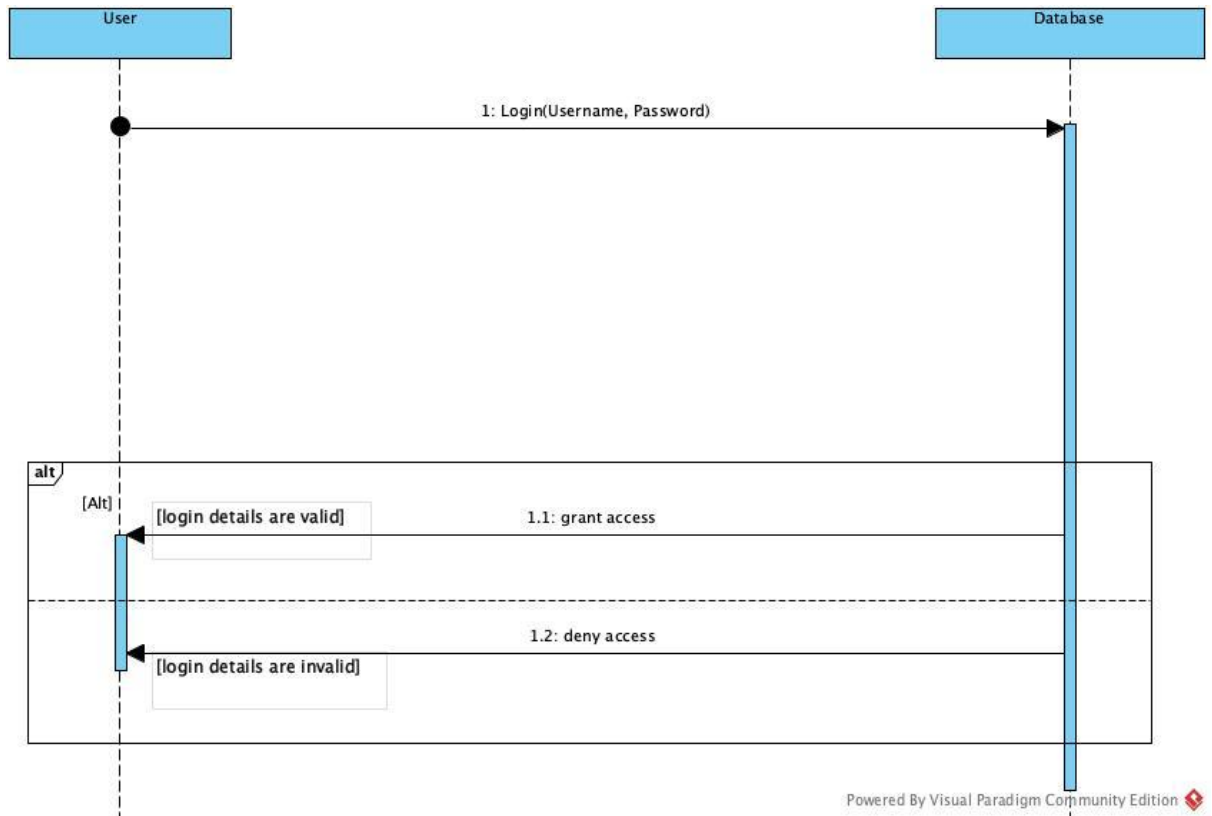 User
Database
1: Login(Username, Password)
alt
[Alt]
[login details are valid]
1.1: grant access
1.2: deny access
[login details are invalid]
Powered By Visual Paradigm Community Edition